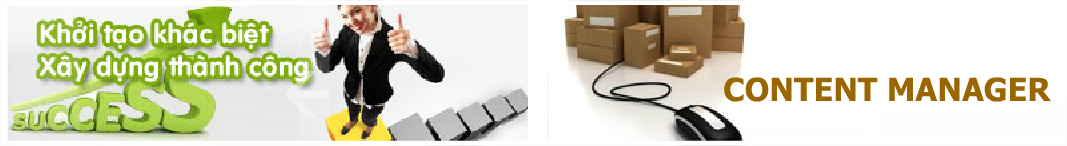 Khởi tạo khác biệt
Xây dựng thành công
SUCCESS
CONTENT MANAGER